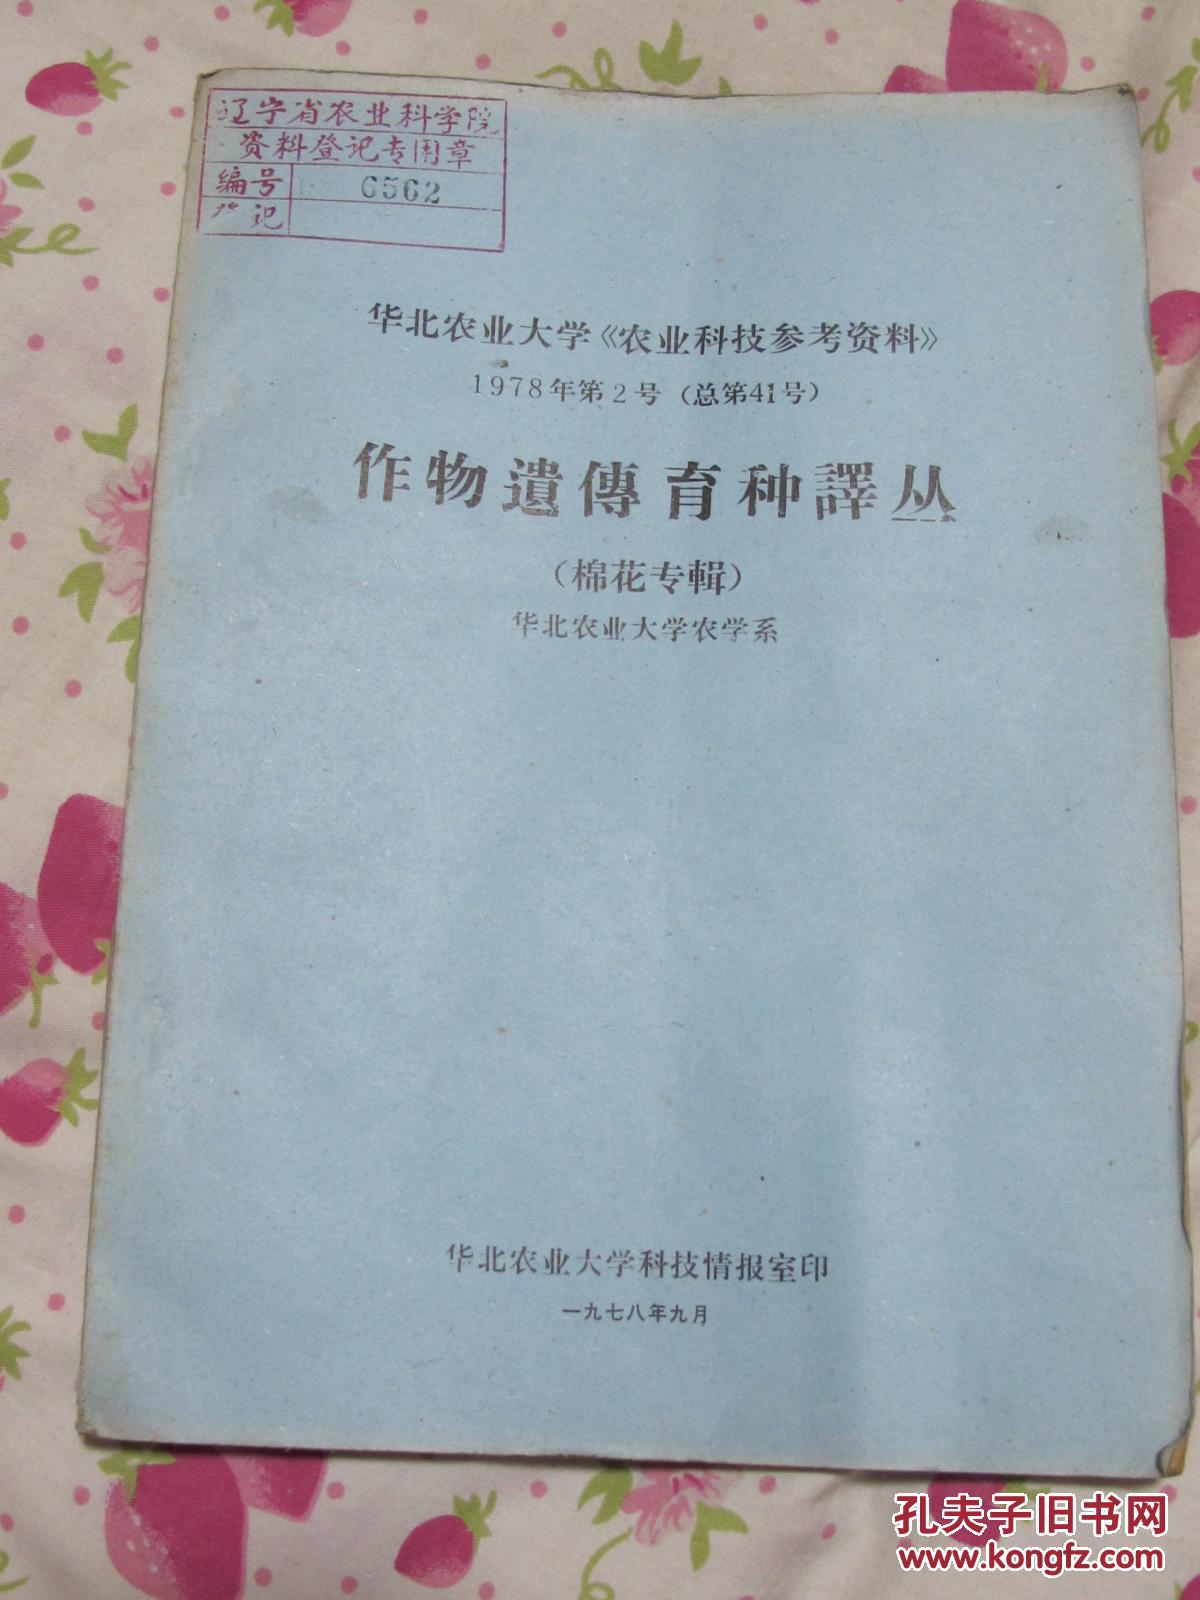 辽宁省农业科学院
资料登记专用章
编号 6562
登记
华北农业大学《农业科技参考资料》
1978年第2号（总第41号）
作物遺傳育种譯丛
（棉花专輯）
华北农业大学农学系
华北农业大学科技情报室印
一九七八年九月
孔夫子旧书网
www.kongfz.com